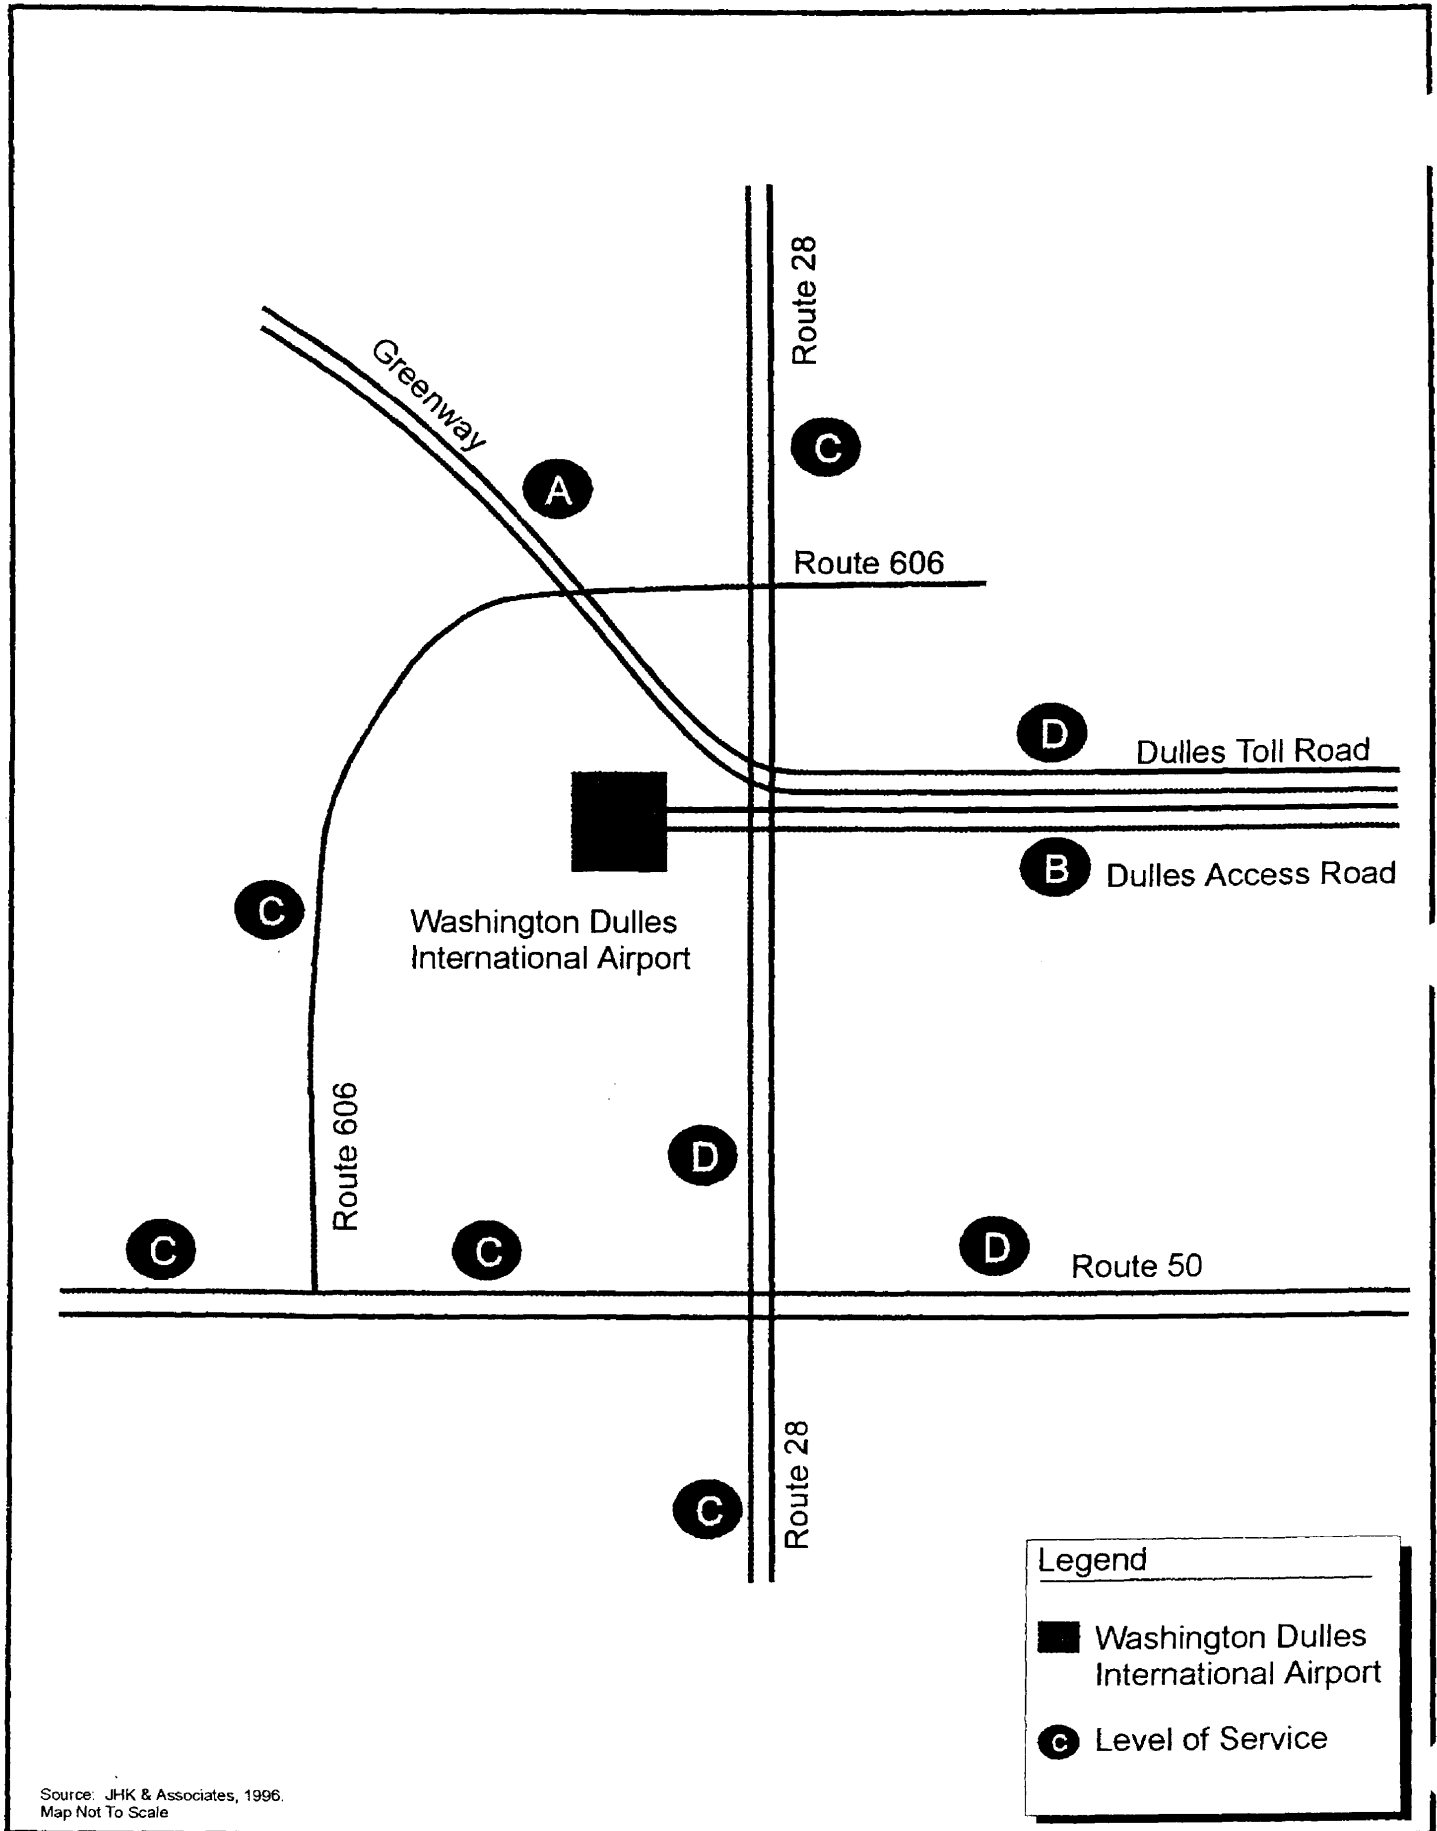 Route 28
Greenway
C
A
Route 606
D
Dulles Toll Road
B
Dulles Access Road
C
Washington Dulles
International Airport
Route 606
D
C
C
D
Route 50
Route 28
C
Legend
Washington Dulles
International Airport
C
Level of Service
Source: JHK & Associates, 1996.
Map Not To Scale